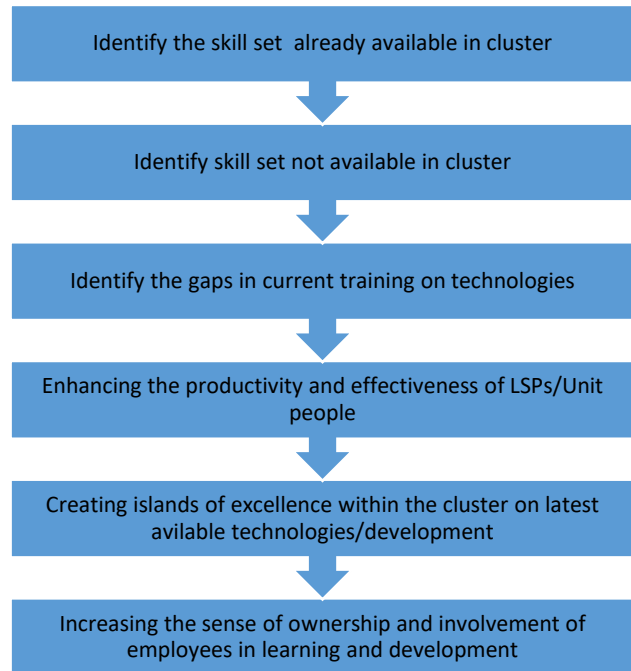 Identify the skill set  already available in cluster
Identify skill set not available in cluster
Identify the gaps in current training on technologies
Enhancing the productivity and effectiveness of LSPs/Unit
people
Creating islands of excellence within the cluster on latest
avilable technologies/development
Increasing the sense of ownership and involvement of
employees in learning and development